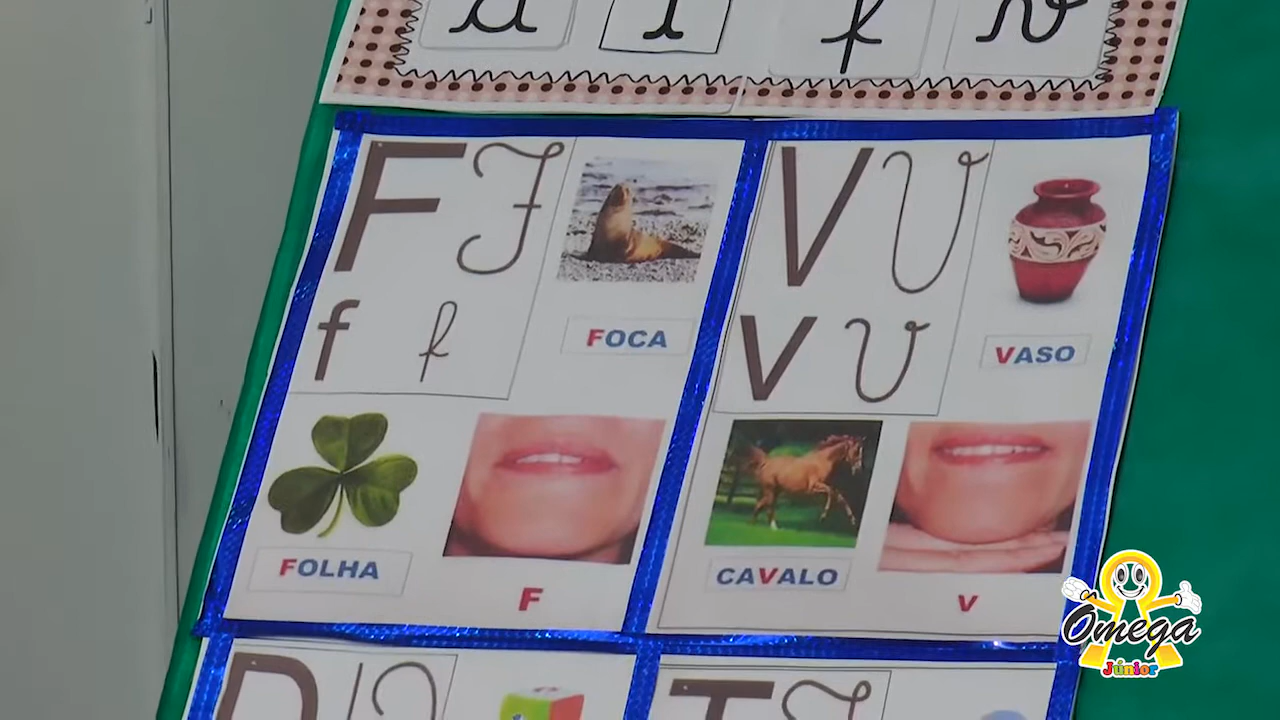 F F
f f
FOCA
FOLHA
F
V V
V V
VASO
CAVALO
V
D
T
Omega
Júnior